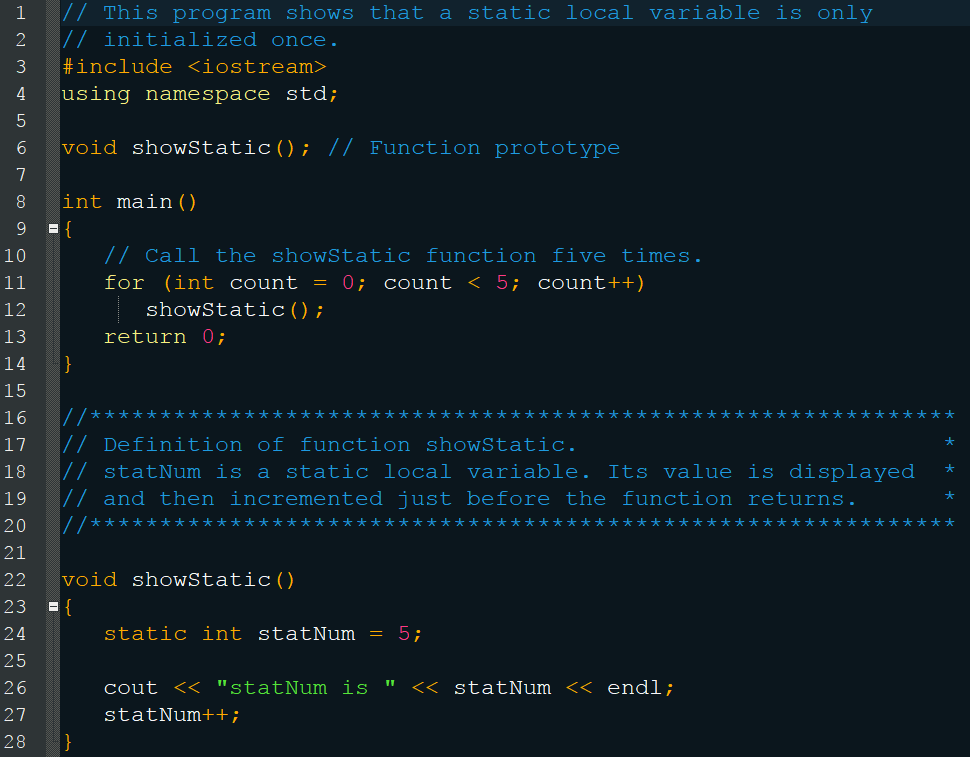 1 // This program shows that a static local variable is only
2 // initialized once.
3 #include <iostream>
4 using namespace std;
5
6 void showStatic(); // Function prototype
7
8 int main()
9 {
10    // Call the showStatic function five times.
11    for (int count = 0; count < 5; count++)
12       showStatic();
13    return 0;
14 }
15
16 //**************************************************************
17 // Definition of function showStatic.                          *
18 // statNum is a static local variable. Its value is displayed  *
19 // and then incremented just before the function returns.      *
20 //**************************************************************
21
22 void showStatic()
23 {
24    static int statNum = 5;
25
26    cout << "statNum is " << statNum << endl;
27    statNum++;
28 }